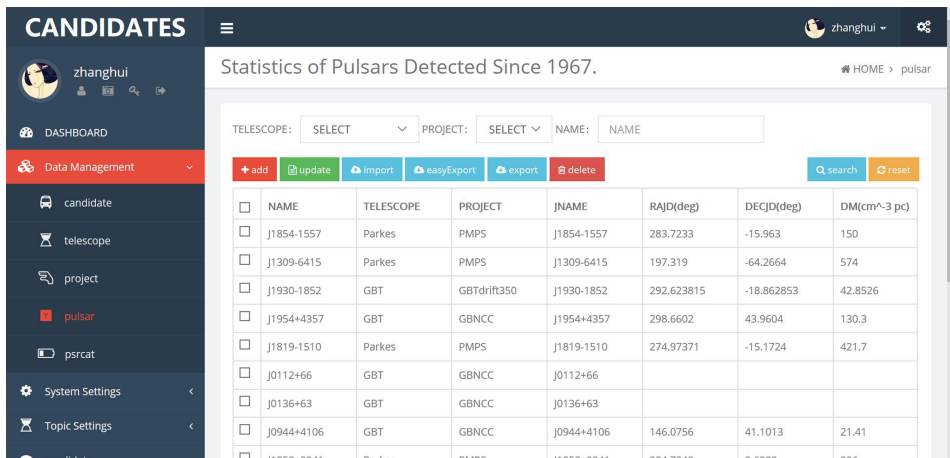 CANDIDATES
zhanghui
zhanghui
Statistics of Pulsars Detected Since 1967.
HOME > pulsar
DASHBOARD
Data Management
candidate
telescope
project
pulsar
psrcat
System Settings
Topic Settings
TELESCOPE: SELECT PROJECT: SELECT NAME: NAME
+ add update import easyExport export delete search reset
NAME TELESCOPE PROJECT JNAME RAJD(deg) DECJD(deg) DM(cm^-3 pc)
J1854-1557 Parkes PMPS J1854-1557 283.7233 -15.963 150
J1309-6415 Parkes PMPS J1309-6415 197.319 -64.2664 574
J1930-1852 GBT GBTdrift350 J1930-1852 292.623815 -18.862853 42.8526
J1954+4357 GBT GBNCC J1954+4357 298.6602 43.9604 130.3
J1819-1510 Parkes PMPS J1819-1510 274.97371 -15.1724 421.7
J0112+66 GBT GBNCC J0112+66
J0136+63 GBT GBNCC J0136+63
J0944+4106 GBT GBNCC J0944+4106 146.0756 41.1013 21.41